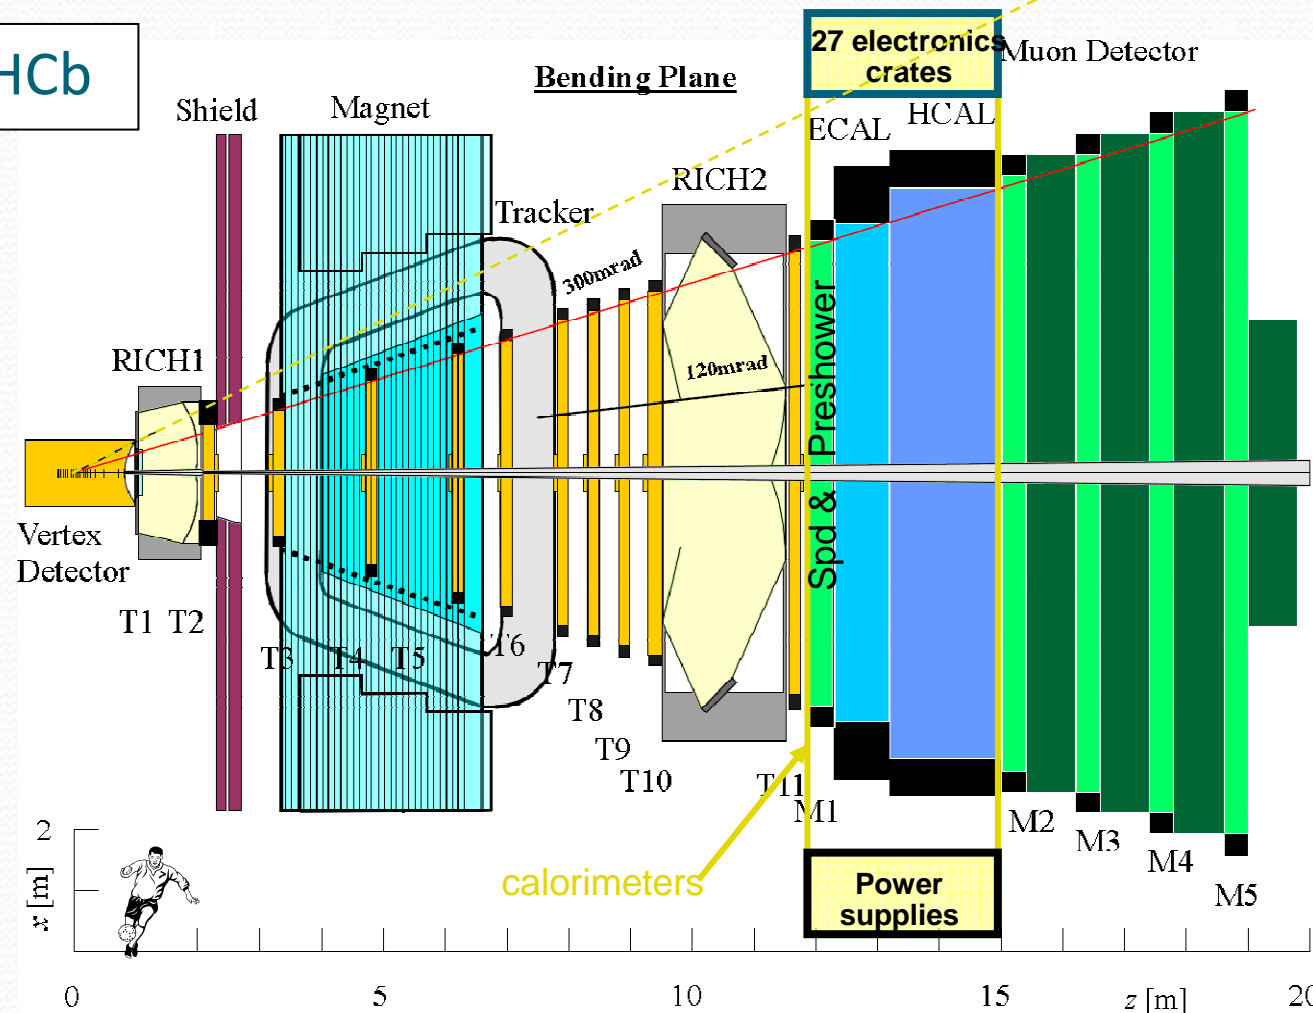 HCb
27 electronics
crates
Muon Detector
Bending Plane
Shield
Magnet
HCAL
ECAL
RICH2
Tracker
300mrad
RICH1
120mrad
Spd & Preshower
Vertex
Detector
T1
T2
T3
T4
T5
T6
T7
T8
T9
T10
T11
M1
M2
M3
M4
M5
calorimeters
Power
supplies
2
x [m]
0
5
10
15
z [m]
20